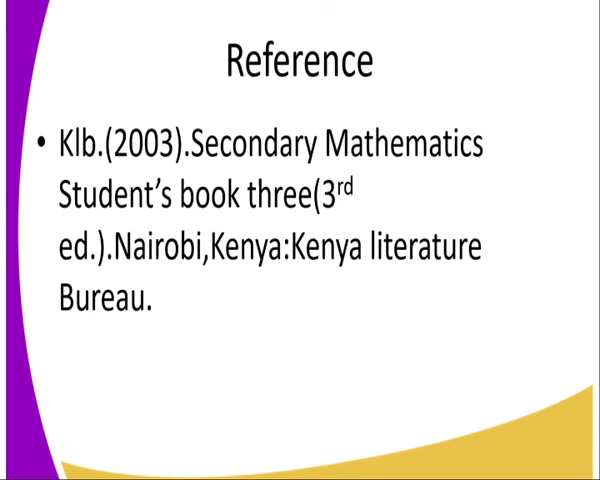 Reference
• Klb.(2003).Secondary Mathematics
Student’s book three(3rd
ed.).Nairobi,Kenya:Kenya literature
Bureau.